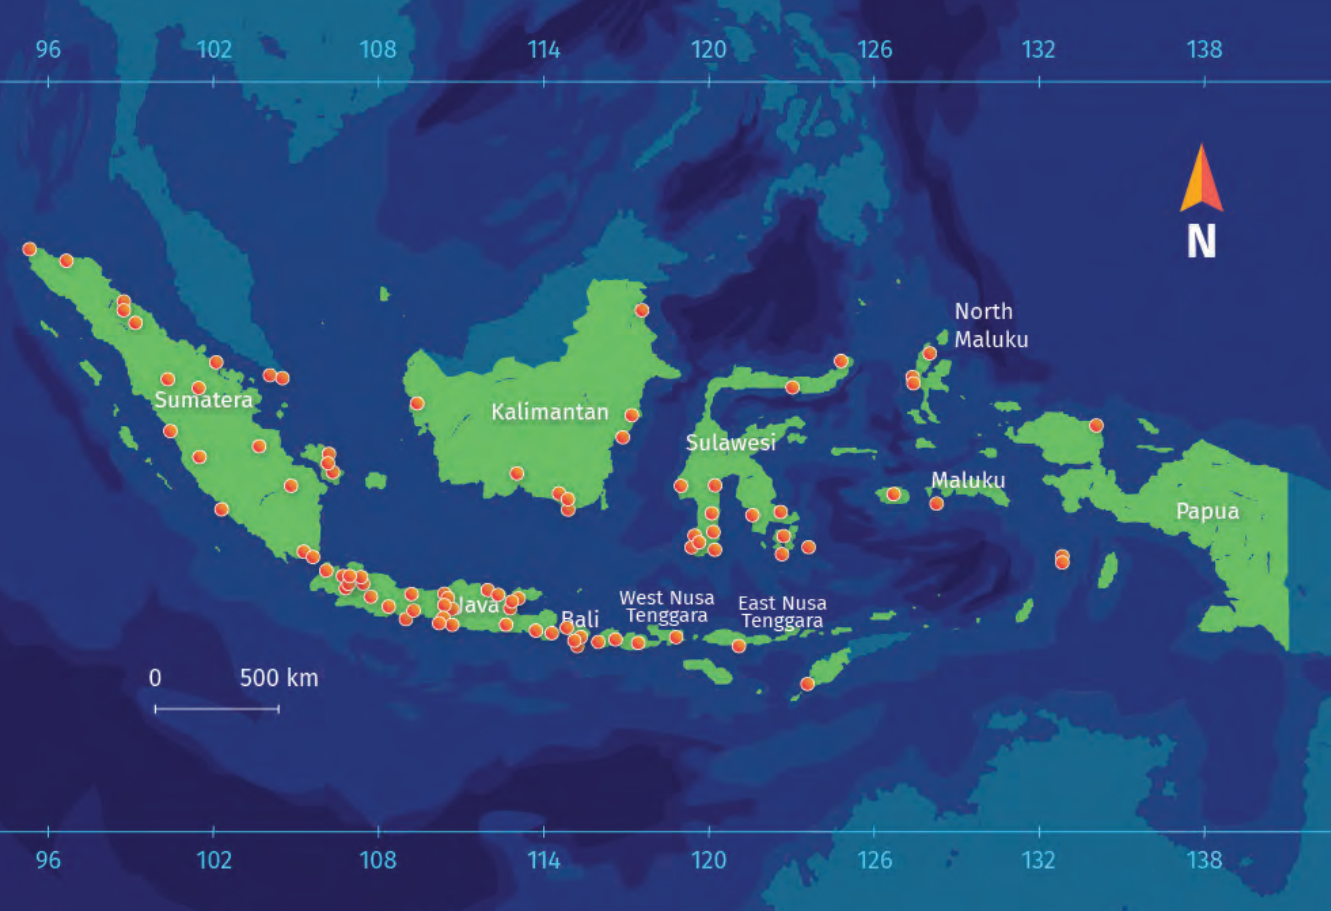 96 102 108 114 120 126 132 138
N
North
Maluku
Sumatera
Kalimantan
Sulawesi
Maluku
Papua
West Nusa
Tenggara
East Nusa
Tenggara
Java
Bali
0 500 km
96 102 108 114 120 126 132 138